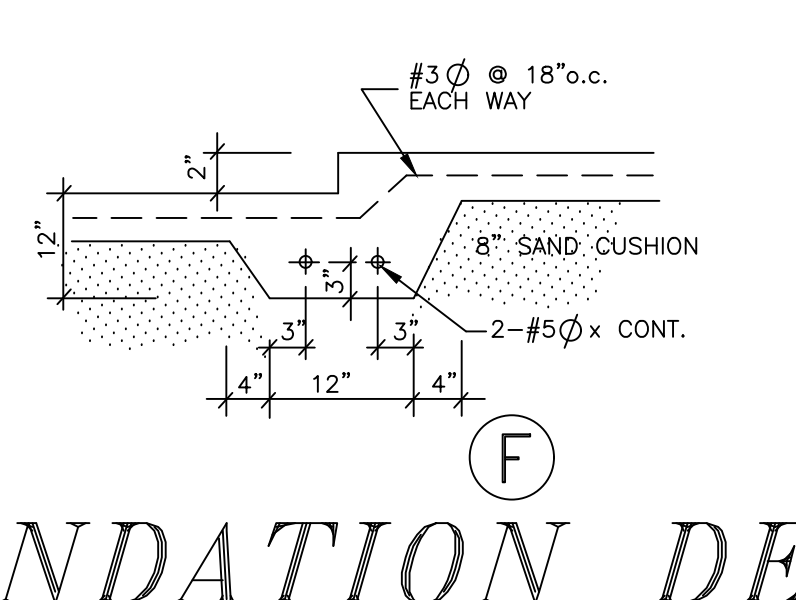 #3∅ @ 18"o.c.
EACH WAY
2"
12"
8" SAND CUSHION
3"
3" 3"
2-#5∅ x CONT.
4" 12" 4"
F
NDATION DE